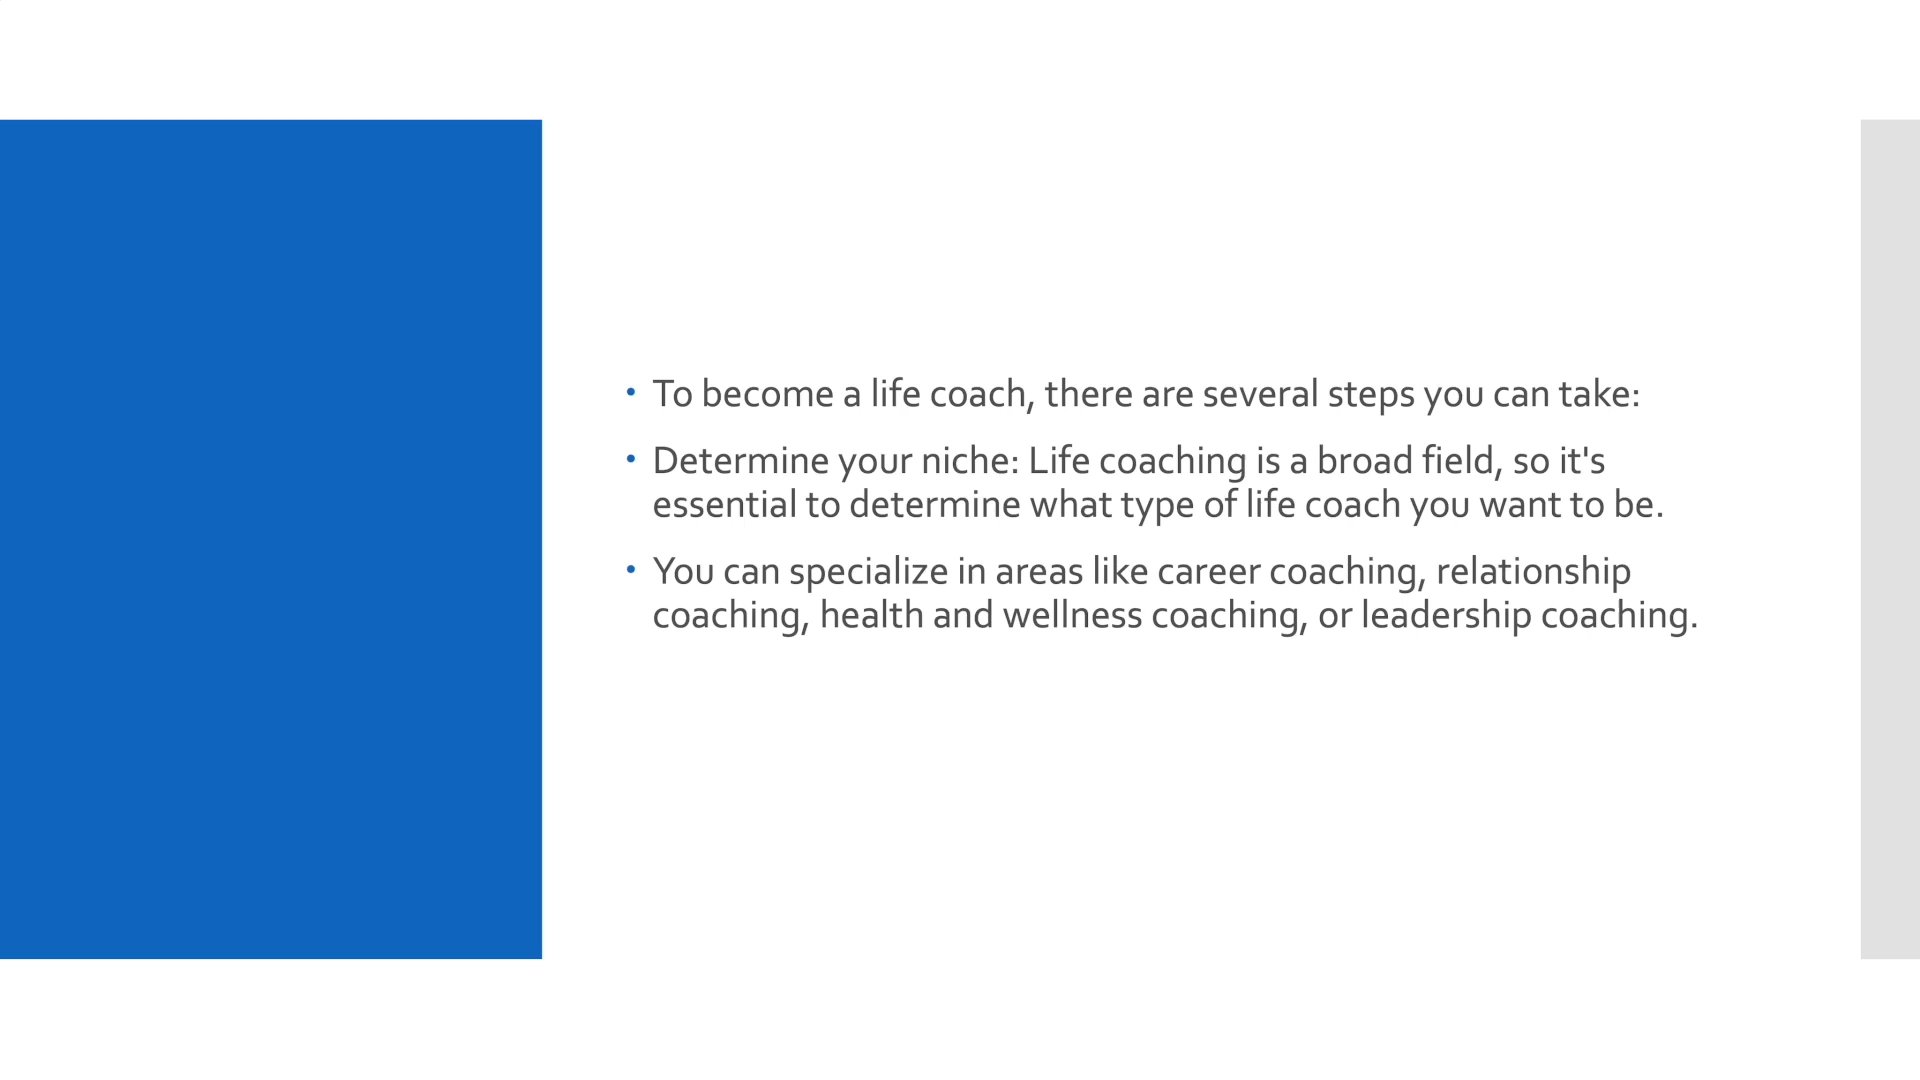 • To become a life coach, there are several steps you can take:
• Determine your niche: Life coaching is a broad field, so it's
essential to determine what type of life coach you want to be.
• You can specialize in areas like career coaching, relationship
coaching, health and wellness coaching, or leadership coaching.